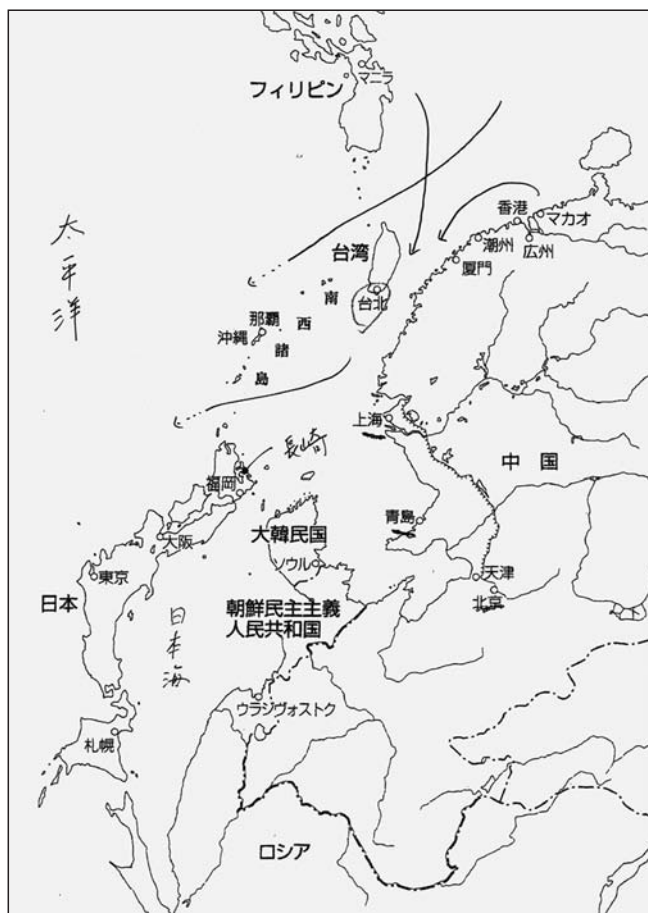 フィリピン
マニラ
太平洋
香港
マカオ
潮州
広州
厦門
台湾
台北
南西諸島
那覇
沖縄
上海
長崎
福岡
中国
青島
大韓民国
ソウル
大阪
天津
北京
東京
日本
日本海
朝鮮民主主義
人民共和国
ウラジヴォストク
札幌
ロシア